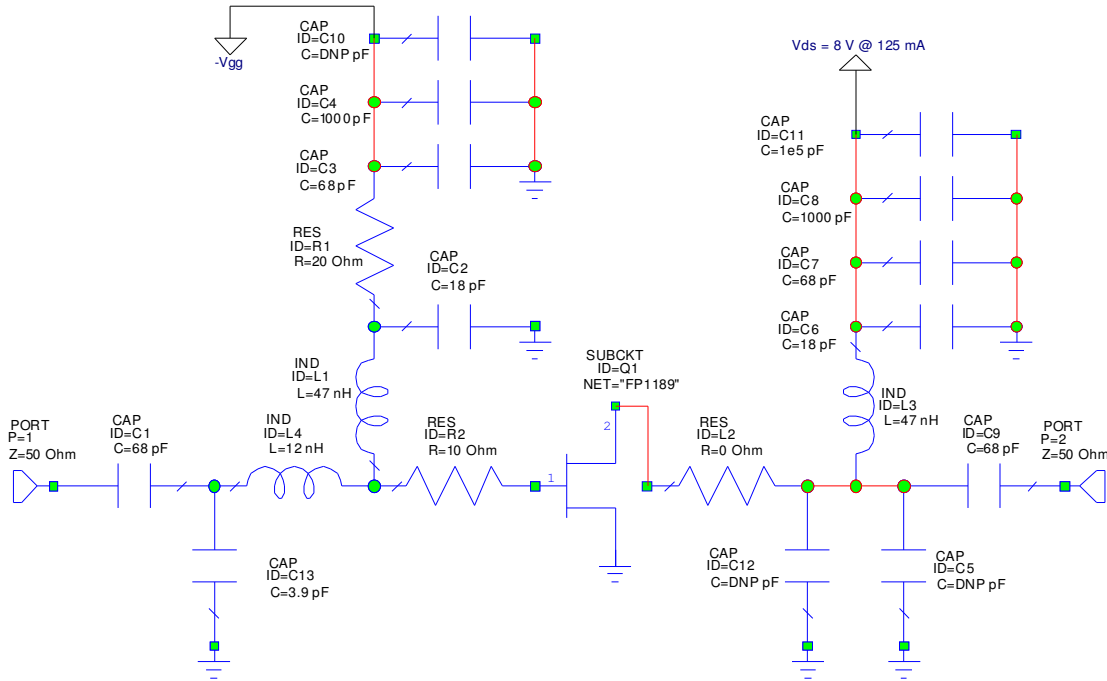 CAP
ID=C10
C=DNP pF
-Vgg
CAP
ID=C4
C=1000 pF
CAP
ID=C3
C=68 pF
RES
ID=R1
R=20 Ohm
CAP
ID=C2
C=18 pF
IND
ID=L1
L=47 nH
Vds = 8 V @ 125 mA
CAP
ID=C11
C=1e5 pF
CAP
ID=C8
C=1000 pF
CAP
ID=C7
C=68 pF
CAP
ID=C6
C=18 pF
SUBCKT
ID=Q1
NET="FP1189"
IND
ID=L3
L=47 nH
PORT
P=1
Z=50 Ohm
CAP
ID=C1
C=68 pF
IND
ID=L4
L=12 nH
RES
ID=R2
R=10 Ohm
1
2
RES
ID=L2
R=0 Ohm
CAP
ID=C9
C=68 pF
PORT
P=2
Z=50 Ohm
CAP
ID=C13
C=3.9 pF
CAP
ID=C12
C=DNP pF
CAP
ID=C5
C=DNP pF